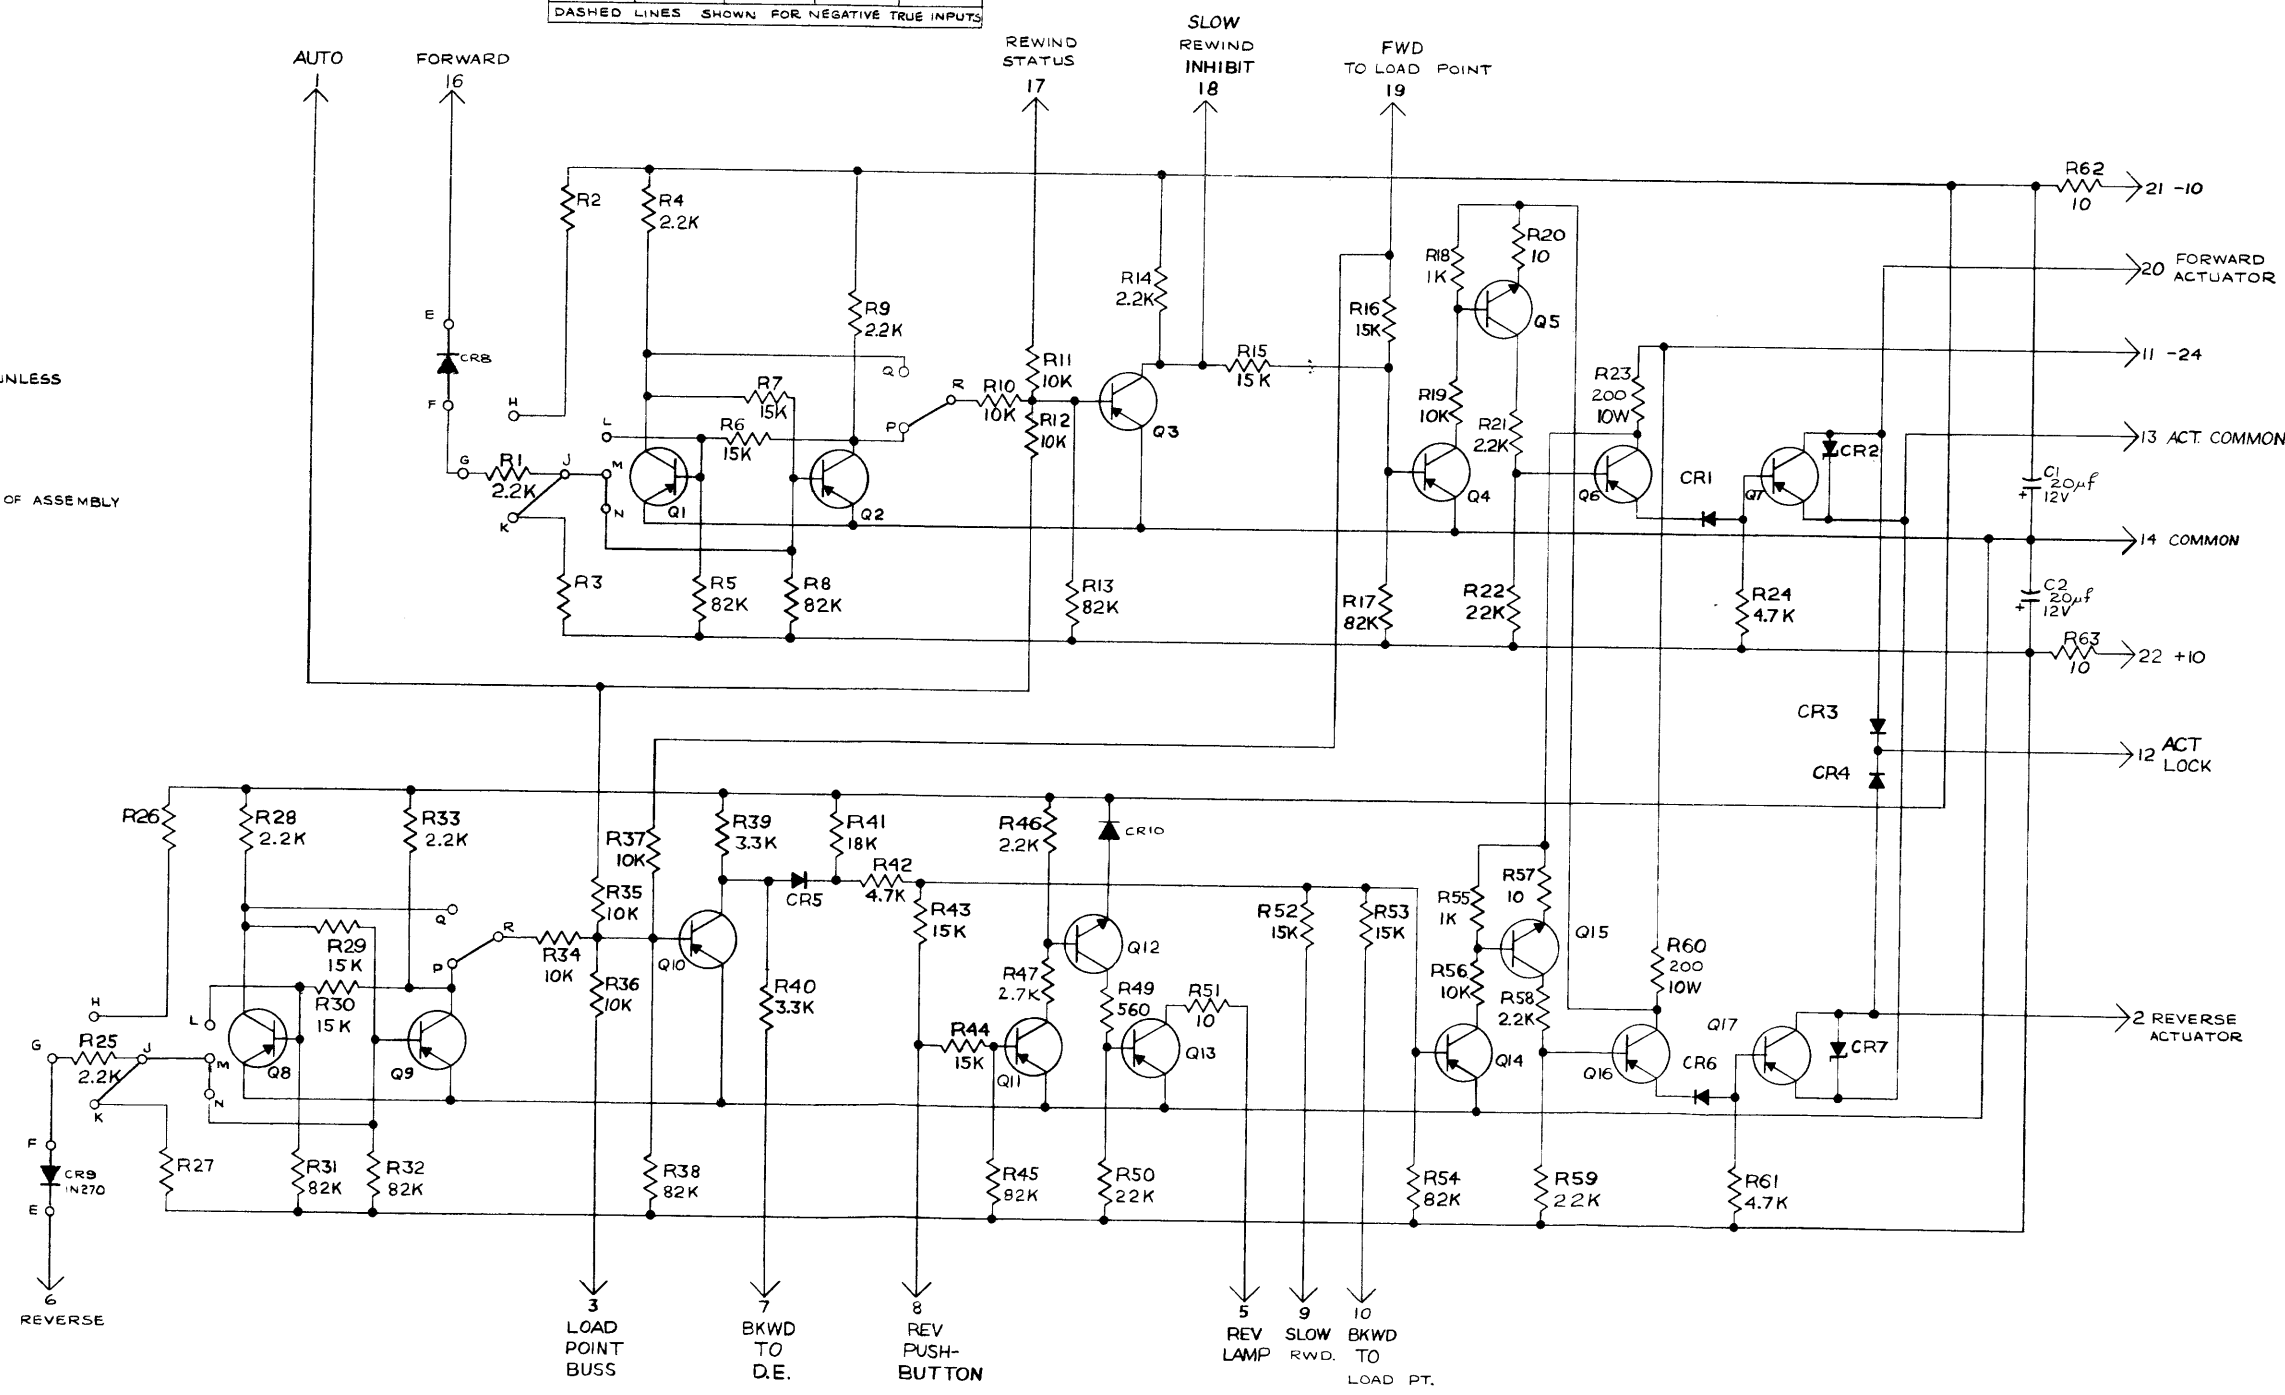 DASHED LINES SHOWN FOR NEGATIVE TRUE INPUTS
AUTO
1
FORWARD
16
REWIND
STATUS
17
SLOW
REWIND
INHIBIT
18
FWD
TO LOAD POINT
19
UNLESS
OF ASSEMBLY
E
CR8
F
G
R1
2.2K
H
J
K
L
M
N
R2
R3
R4
2.2K
R7
15K
R6
15K
Q1
R5
82K
R8
82K
R9
2.2K
Q2
Q
P
R
R10
10K
R11
10K
R12
10K
R13
82K
R14
2.2K
Q3
R15
15K
R16
15K
R17
82K
R18
1K
R19
10K
Q4
R20
10
Q5
R21
2.2K
R22
22K
R23
200
10W
Q6
CR1
Q7
R24
4.7K
CR2
R62
10
21 -10
20 FORWARD
ACTUATOR
11 -24
13 ACT. COMMON
C1
20μf
+ 12V
14 COMMON
C2
20μf
+ 12V
R63
10
22 +10
CR3
12 ACT
LOCK
CR4
R26
R28
2.2K
R33
2.2K
Q
R29
15K
R30
15K
P
R
R34
10K
H
L
G
R25
2.2K
J
K
M
N
Q8
Q9
F
CR9
1N270
E
R27
R31
82K
R32
82K
6
REVERSE
R37
10K
R35
10K
R36
10K
R38
82K
3
LOAD
POINT
BUSS
R39
3.3K
Q10
R40
3.3K
CR5
R41
18K
R42
4.7K
7
BKWD
TO
D.E.
R43
15K
R44
15K
8
REV
PUSH-
BUTTON
R46
2.2K
CR10
Q12
R47
2.7K
Q11
R45
82K
R49
560
Q13
R50
22K
R51
10
5
REV
LAMP
R52
15K
9
SLOW
RWD.
R53
15K
10
BKWD
TO
LOAD PT.
R54
82K
R55
1K
R56
10K
Q14
R57
10
Q15
R58
2.2K
R59
22K
R60
200
10W
Q16
CR6
Q17
R61
4.7K
CR7
2 REVERSE
ACTUATOR